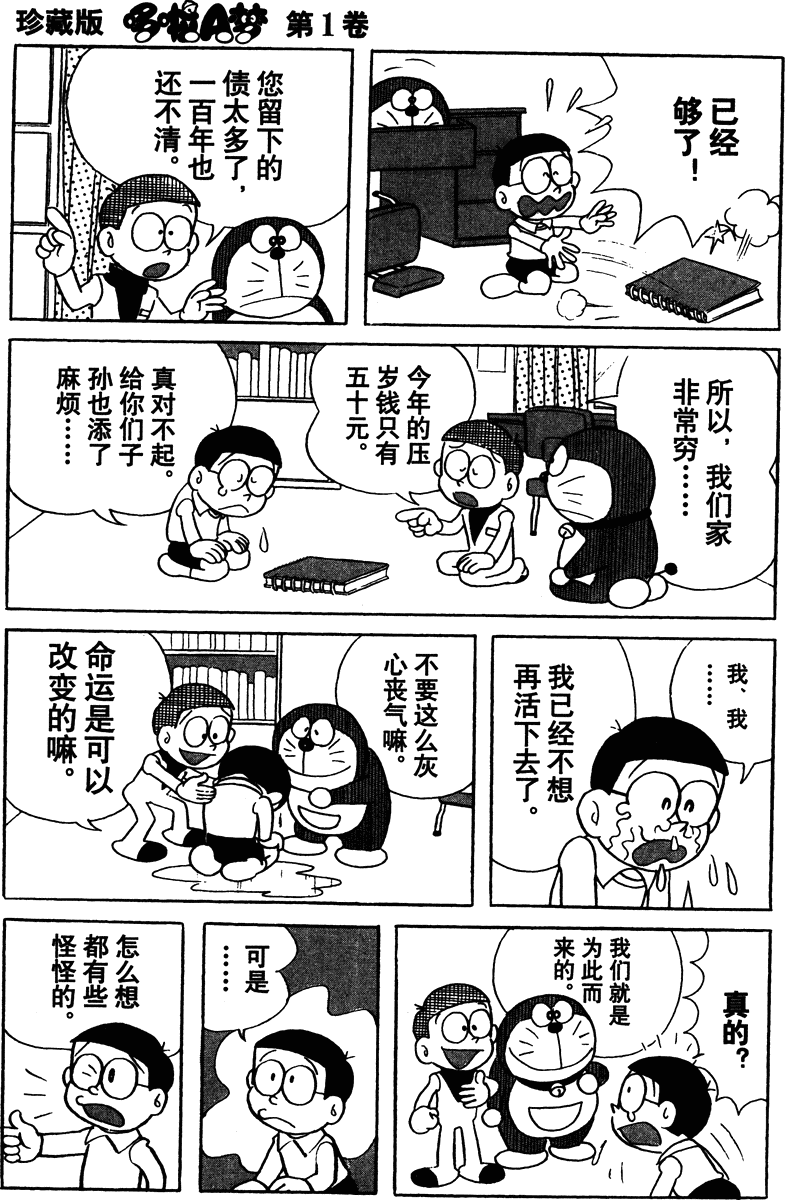 珍藏版 哆啦A梦 第1卷
已经
够了！
您留下的
债太多了，
一百年也
还不清。
所以，我们家
非常穷……
今年的压
岁钱只有
五十元。
真对不起。
给你们子
孙也添了
麻烦……
我、我
……
我已经不想
再活下去了。
不要这么灰
心丧气嘛。
命运是可以
改变的嘛。
真的？
我们就是
为此而
来的。
可是
……
怎么想
都有些
怪怪的。